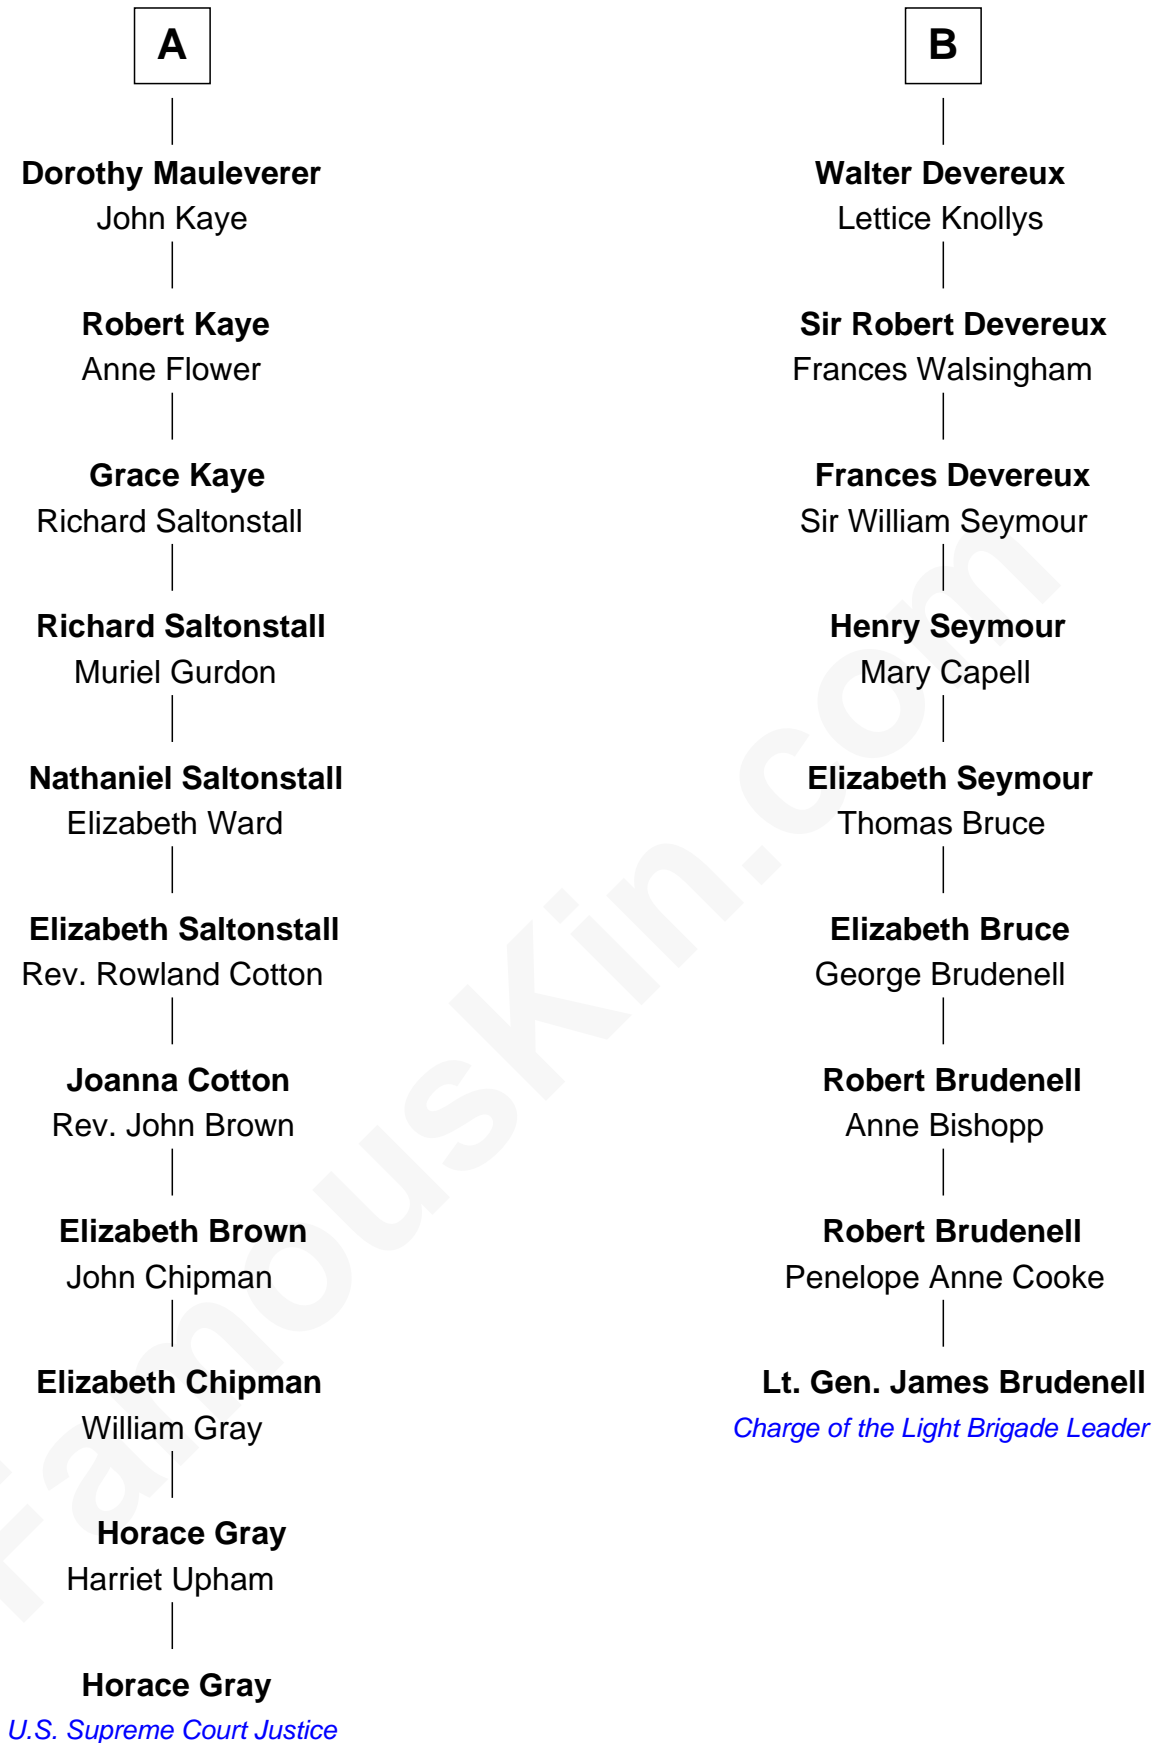 A
Dorothy Mauleverer
John Kaye
Robert Kaye
Anne Flower
Grace Kaye
Richard Saltonstall
Richard Saltonstall
Muriel Gurdon
Nathaniel Saltonstall
Elizabeth Ward
Elizabeth Saltonstall
Rev. Rowland Cotton
Joanna Cotton
Rev. John Brown
Elizabeth Brown
John Chipman
Elizabeth Chipman
William Gray
Horace Gray
Harriet Upham
Horace Gray
U.S. Supreme Court Justice
B
Walter Devereux
Lettice Knollys
Sir Robert Devereux
Frances Walsingham
Frances Devereux
Sir William Seymour
Henry Seymour
Mary Capell
Elizabeth Seymour
Thomas Bruce
Elizabeth Bruce
George Brudenell
Robert Brudenell
Anne Bishopp
Robert Brudenell
Penelope Anne Cooke
Lt. Gen. James Brudenell
Charge of the Light Brigade Leader
FamousKin.com